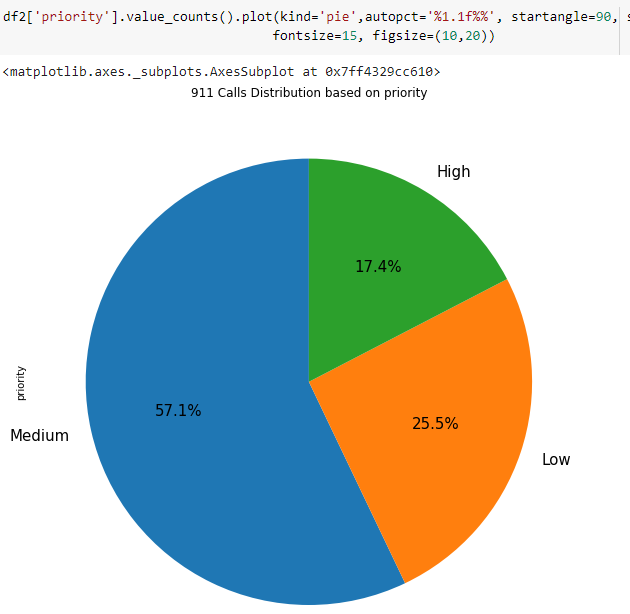 df2['priority'].value_counts().plot(kind='pie',autopct='%1.1f%%', startangle=90,
fontsize=15, figsize=(10,20))
<matplotlib.axes._subplots.AxesSubplot at 0x7ff4329cc610>
911 Calls Distribution based on priority
High
17.4%
priority
57.1%
25.5%
Medium
Low